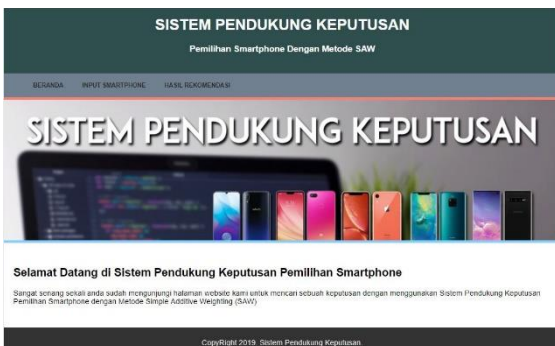 SISTEM PENDUKUNG KEPUTUSAN
Pemilihan Smartphone Dengan Metode SAW
BERANDA INPUT SMARTPHONE HASIL REKOMENDASI
SISTEM PENDUKUNG KEPUTUSAN
Selamat Datang di Sistem Pendukung Keputusan Pemilihan Smartphone
Sangat senang sekali anda sudah mengunjungi halaman website kami untuk mencari sebuah keputusan dengan menggunakan Sistem Pendukung Keputusan
Pemilihan Smartphone dengan Metode Simple Additive Weighting (SAW)
CopyRight 2019. Sistem Pendukung Keputusan